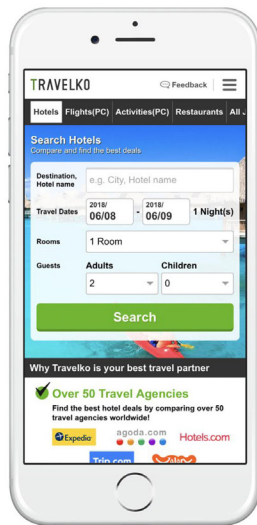 TRAVELKO
Feedback
Hotels Flights(PC) Activities(PC) Restaurants All
Search Hotels
Compare and find the best deals
Destination,
Hotel name
e.g. City, Hotel name
Travel Dates
2018/
06/08
-
2018/
06/09
1 Night(s)
Rooms
1 Room
Guests
Adults
Children
2
0
Search
Why Travelko is your best travel partner
Over 50 Travel Agencies
Find the best hotel deals by comparing over 50
travel agencies worldwide!
Expedia
agoda.com
Hotels.com
Trip.com